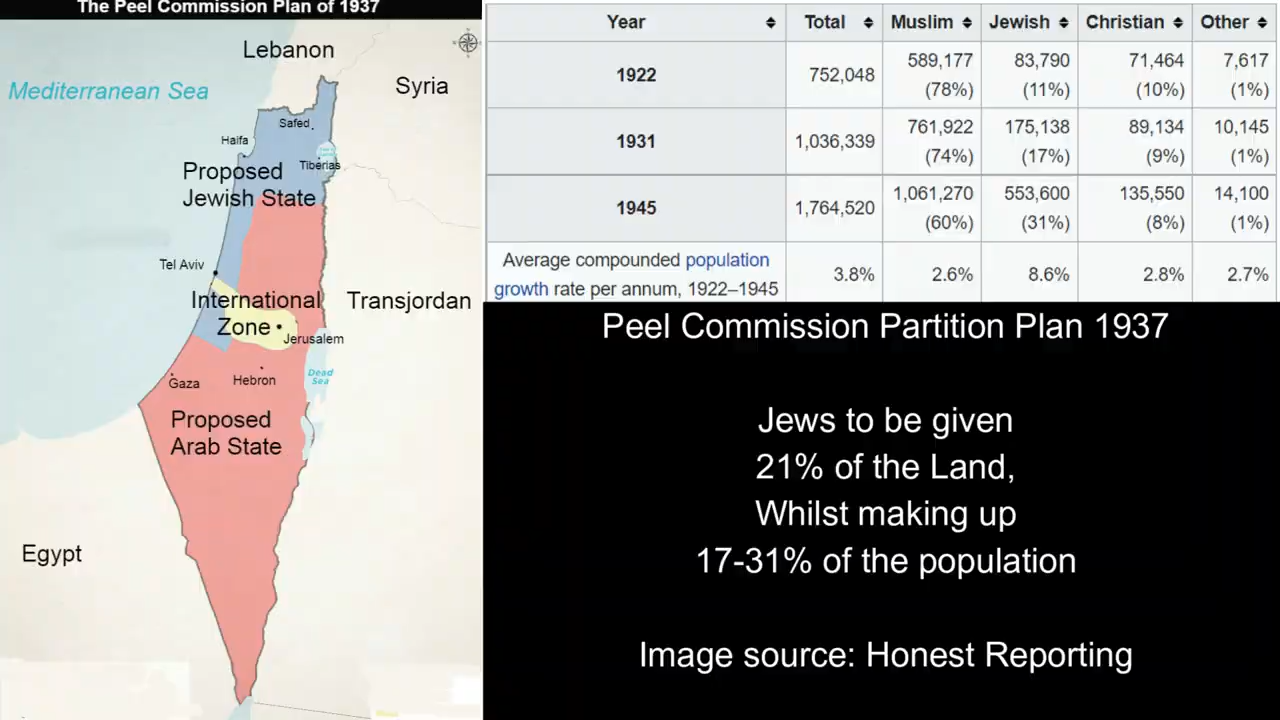 The Peel Commission Plan of 1937
Lebanon
Syria
Mediterranean Sea
Safed
Haifa
Tiberias
Proposed
Jewish State
Tel Aviv
International
Zone
Transjordan
Jerusalem
Dead
Sea
Gaza
Hebron
Proposed
Arab State
Egypt
Year Total Muslim Jewish Christian Other
1922 752,048 589,177 83,790 71,464 7,617
(78%) (11%) (10%) (1%)
1931 1,036,339 761,922 175,138 89,134 10,145
(74%) (17%) (9%) (1%)
1945 1,764,520 1,061,270 553,600 135,550 14,100
(60%) (31%) (8%) (1%)
Average compounded population
growth rate per annum, 1922–1945 3.8% 2.6% 8.6% 2.8% 2.7%
Peel Commission Partition Plan 1937
Jews to be given
21% of the Land,
Whilst making up
17-31% of the population
Image source: Honest Reporting